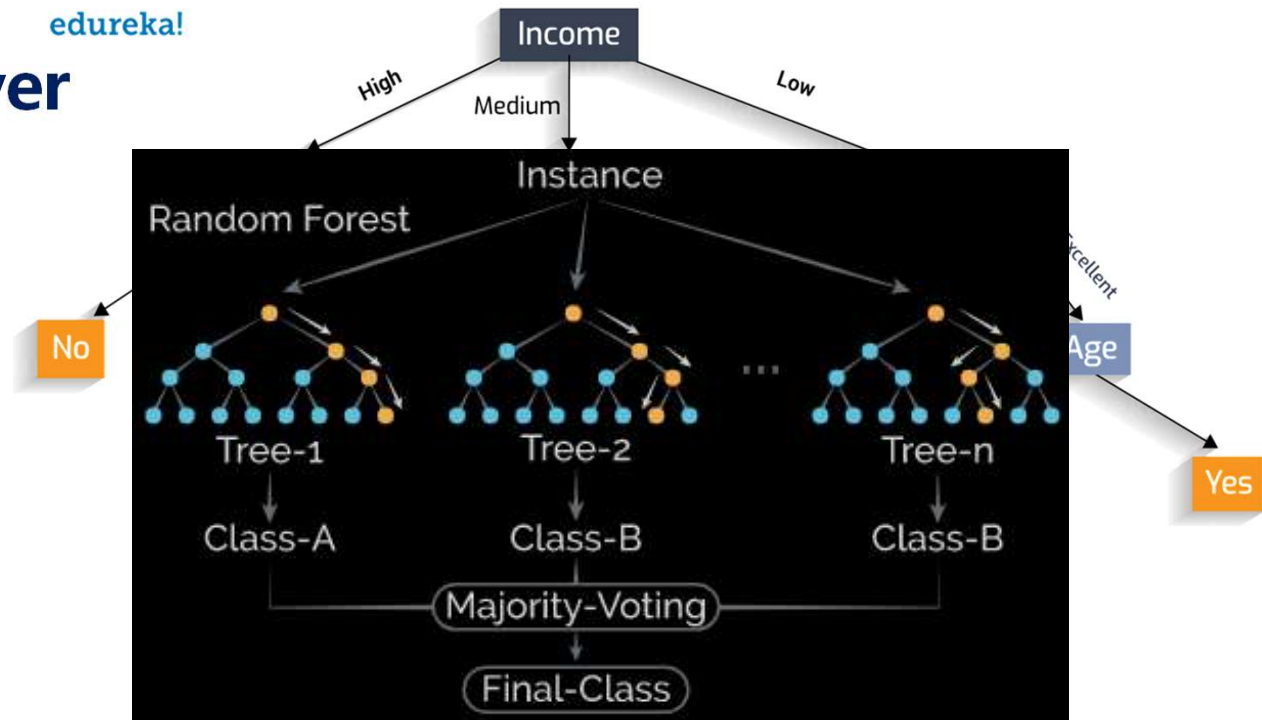 edureka!
Income
High
Medium
Low
Instance
Random Forest
Excellent
No
Age
...
Tree-1
Tree-2
Tree-n
Yes
Class-A
Class-B
Class-B
Majority-Voting
Final-Class